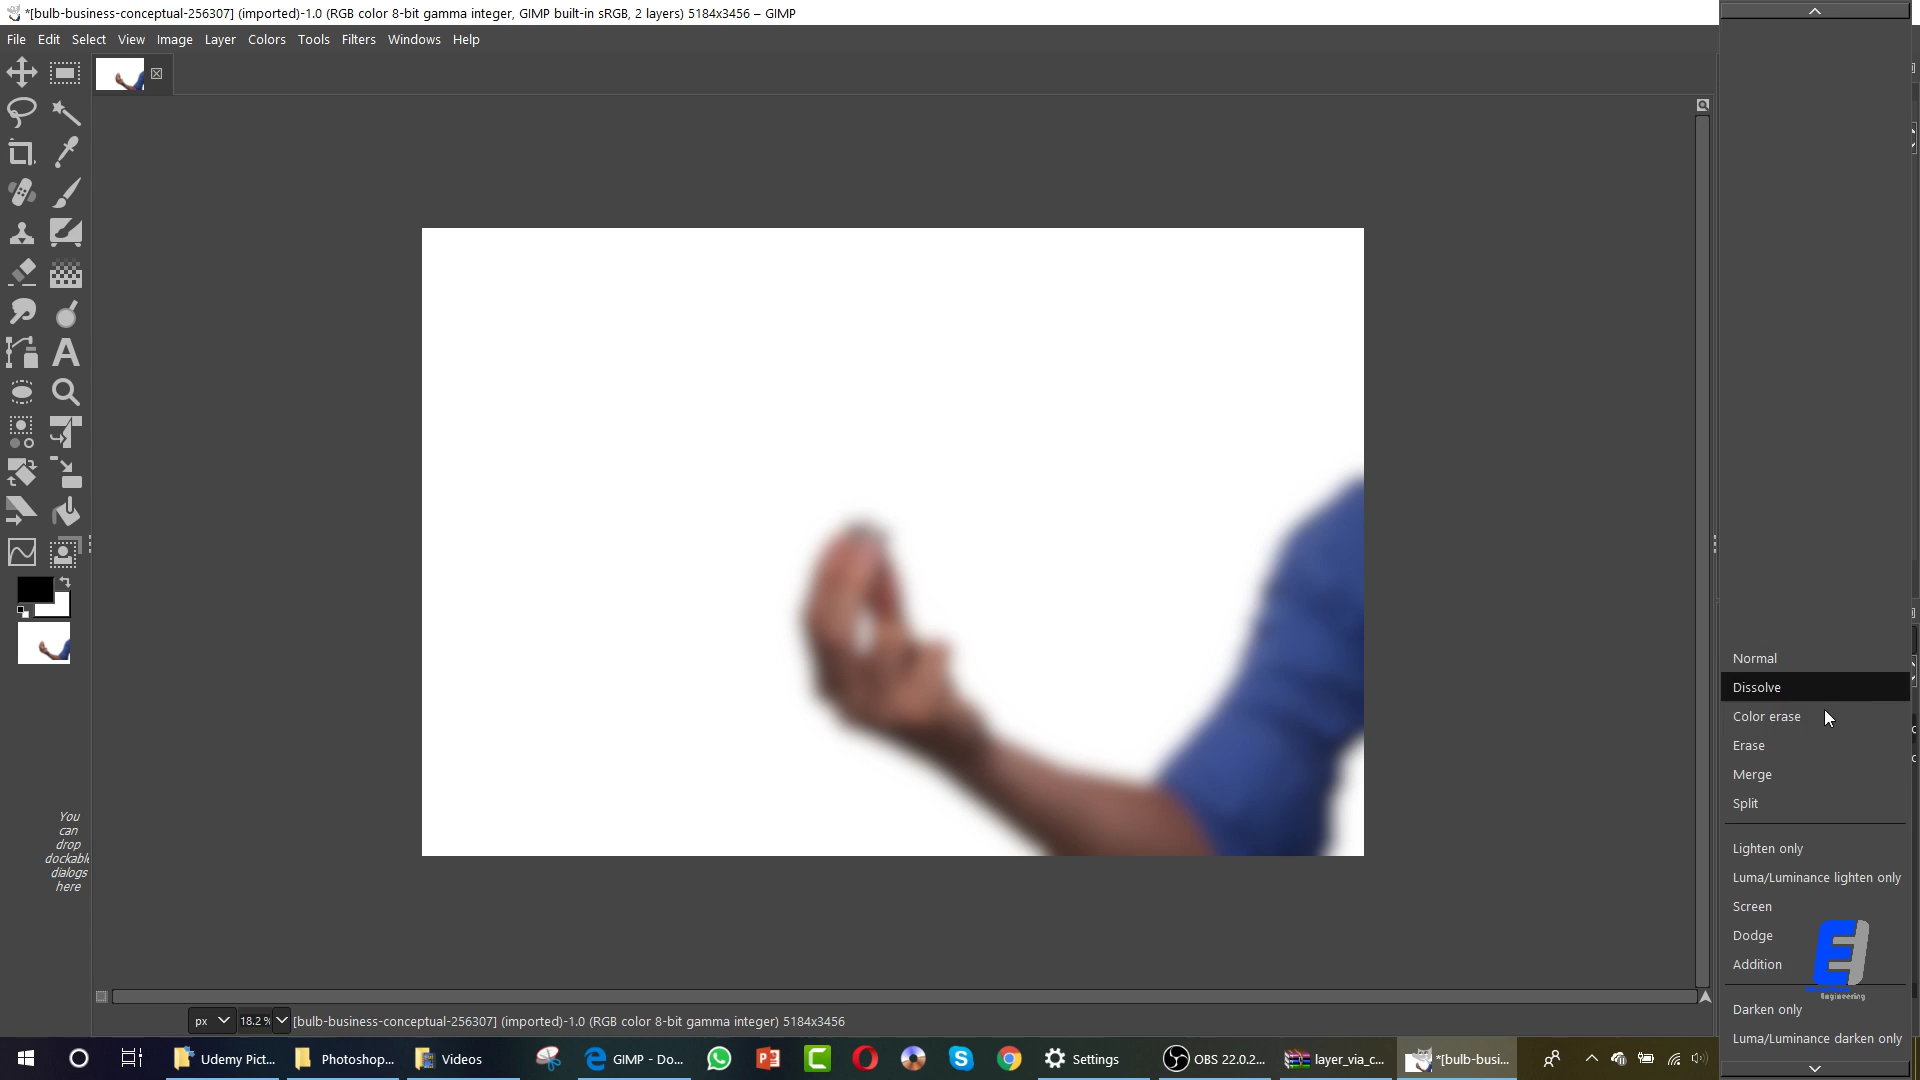 *[bulb-business-conceptual-256307] (imported)-1.0 (RGB color 8-bit gamma integer, GIMP built-in sRGB, 2 layers) 5184x3456 – GIMP
File Edit Select View Image Layer Colors Tools Filters Windows Help
You
can
drop
dockable
dialogs
here
Normal
Dissolve
Color erase
Erase
Merge
Split
Lighten only
Luma/Luminance lighten only
Screen
Dodge
Addition
Engineering
Darken only
Luma/Luminance darken only
px 18.2 % [bulb-business-conceptual-256307] (imported)-1.0 (RGB color 8-bit gamma integer) 5184x3456
Udemy Pict... Photoshop... Videos GIMP - Do... Settings OBS 22.0.2... layer_via_c... *[bulb-busi...